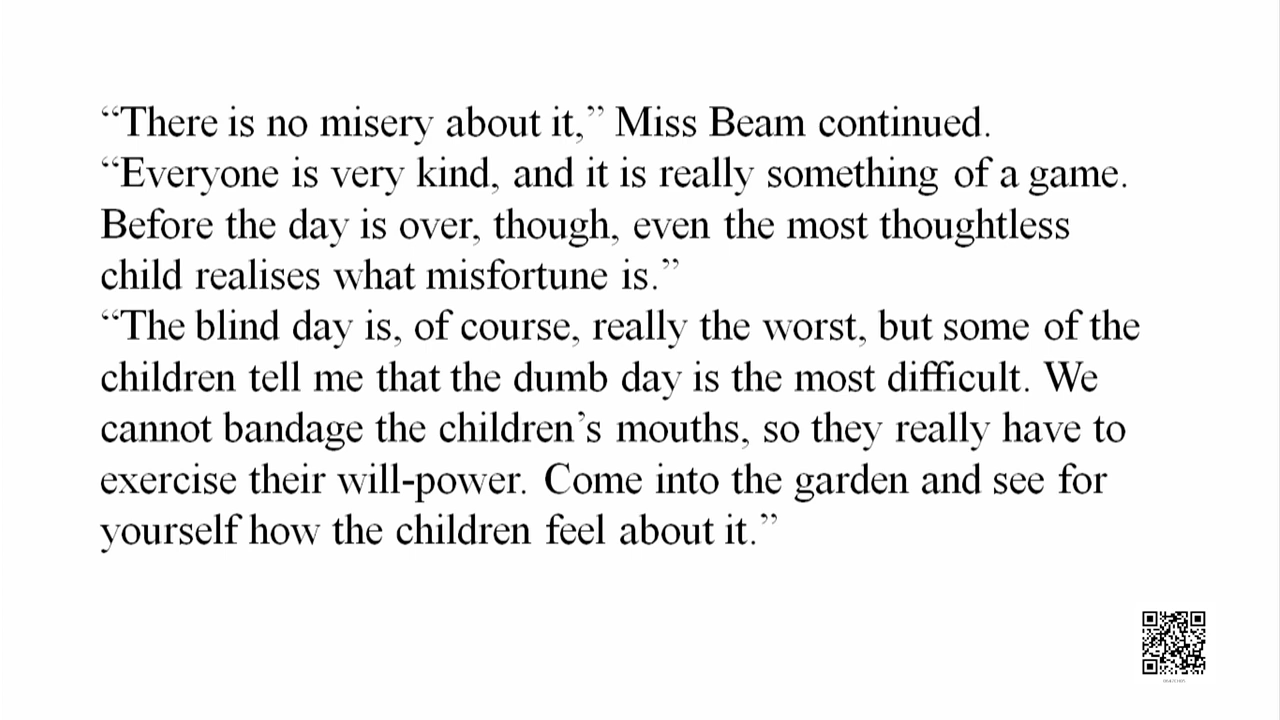 “There is no misery about it,” Miss Beam continued.
“Everyone is very kind, and it is really something of a game.
Before the day is over, though, even the most thoughtless
child realises what misfortune is.”
“The blind day is, of course, really the worst, but some of the
children tell me that the dumb day is the most difficult. We
cannot bandage the children’s mouths, so they really have to
exercise their will-power. Come into the garden and see for
yourself how the children feel about it.”